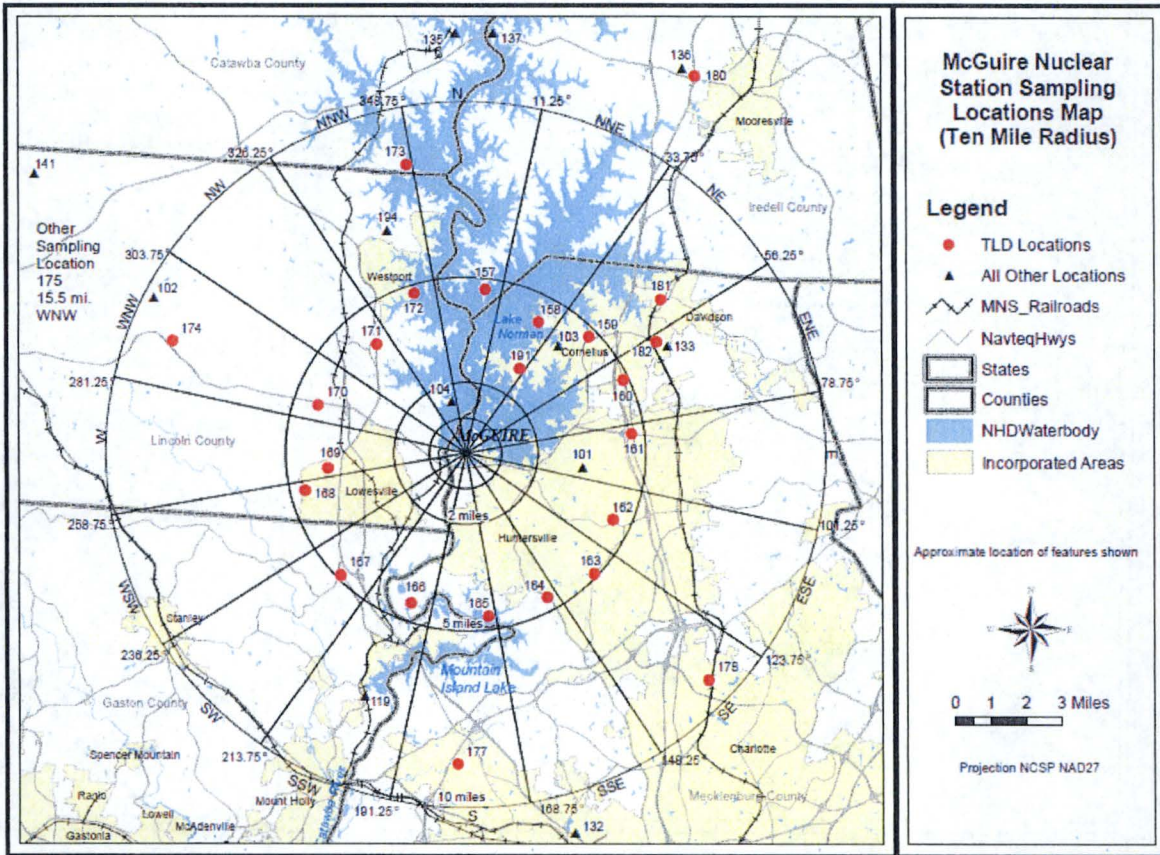 135
137
136
180
Catawba County
Mooresville
348.75°
N
11.25°
NNW
NNE
326.25°
33.75°
173
141
NW
NE
194
Iredell County
Other
Sampling
Location
175
15.5 mi.
WNW
303.75°
56.25°
Westport
157
102
172
181
WNW
158
Lake
Norman
Davidson
ENE
174
171
103
159
Cornelius
182
133
191
160
281.25°
78.75°
170
104
W
Lincoln County
McGUIRE
161
E
169
101
168
Lowesville
2 miles
162
258.75°
101.25°
Huntersville
167
163
166
164
165
WSW
ESE
Stanley
5 miles
236.25°
123.75°
Mountain
Island Lake
178
119
Gaston County
SW
SE
Charlotte
Spencer Mountain
213.75°
177
148.25°
SSW
SSE
Mount Holly
Mecklenburg County
Ranlo
10 miles
Lowell
191.25°
S
168.75°
McAdenville
Gastonia
132
McGuire Nuclear
Station Sampling
Locations Map
(Ten Mile Radius)
Legend
TLD Locations
All Other Locations
MNS_Railroads
NavteqHwys
States
Counties
NHDWaterbody
Incorporated Areas
Approximate location of features shown
N
W
E
S
0 1 2 3 Miles
Projection NCSP NAD27